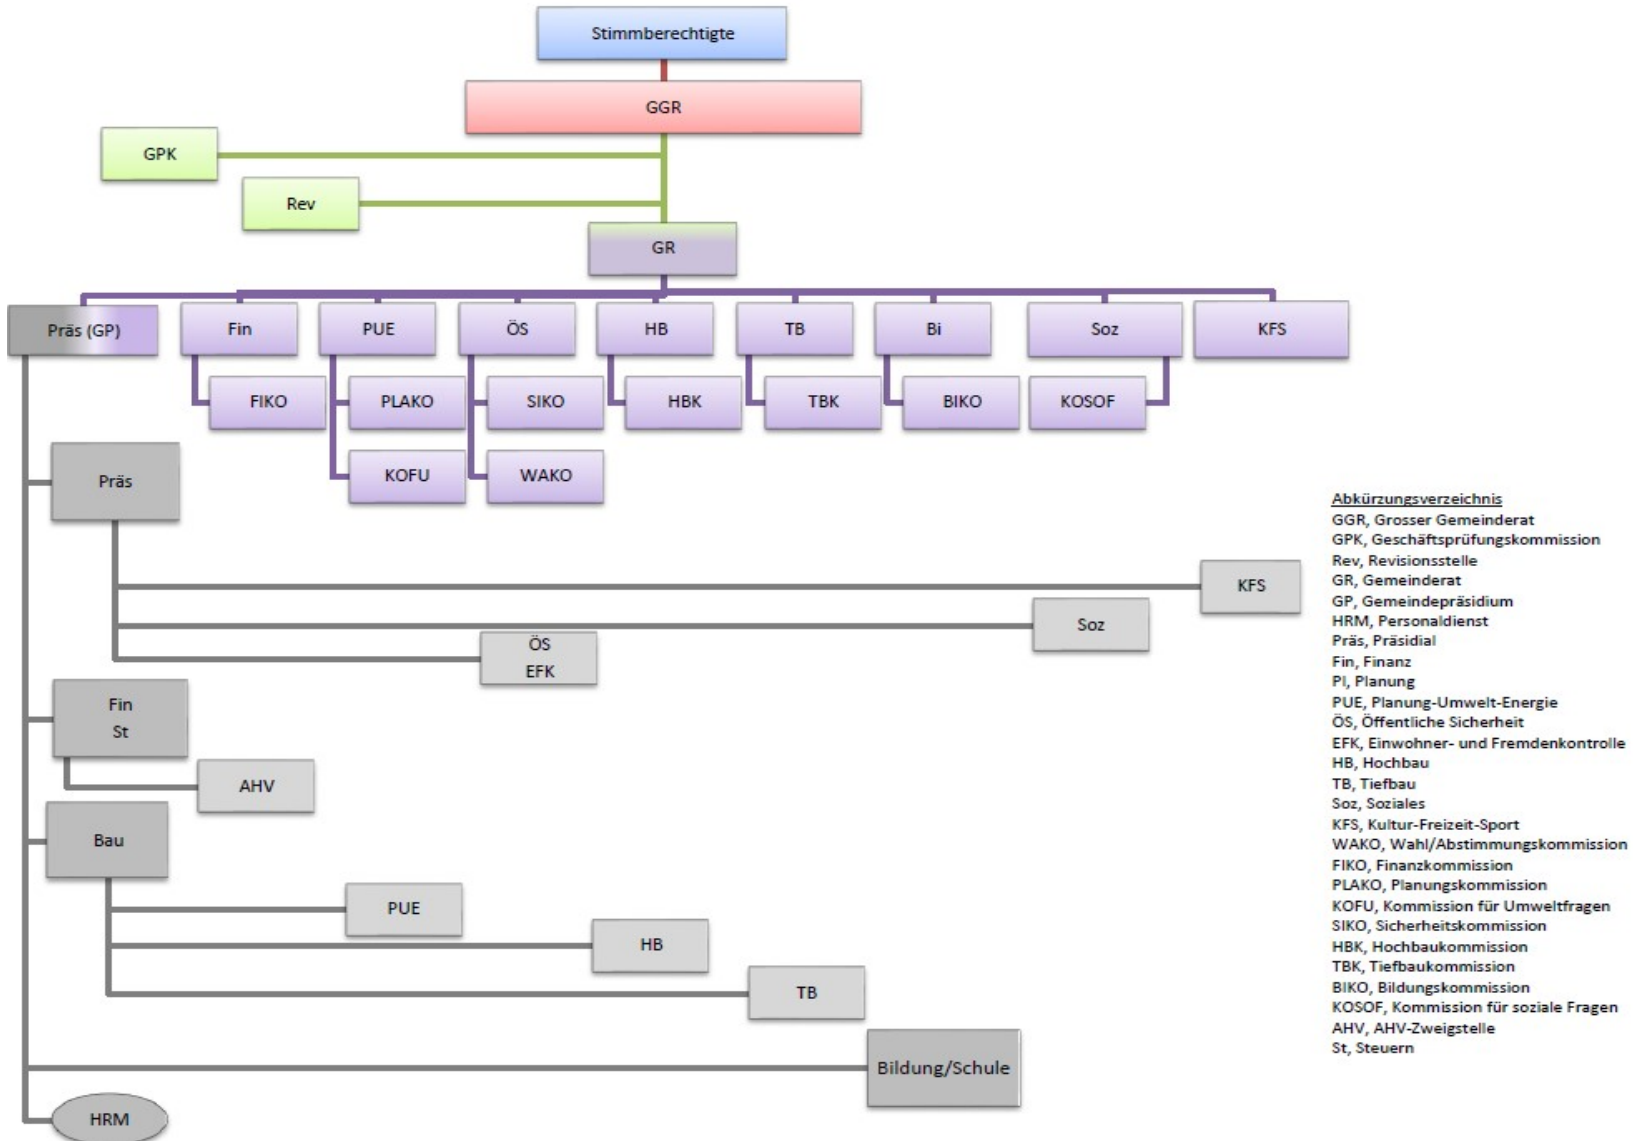 Stimmberechtigte
GGR
GPK
Rev
GR
Präs (GP)
Fin
PUE
ÖS
HB
TB
Bi
Soz
KFS
FIKO
PLAKO
SIKO
HBK
TBK
BIKO
KOSOF
KOFU
WAKO
Präs
KFS
Soz
ÖS
EFK
Fin
St
AHV
Bau
PUE
HB
TB
Bildung/Schule
HRM
Abkürzungsverzeichnis
GGR, Grosser Gemeinderat
GPK, Geschäftsprüfungskommission
Rev, Revisionsstelle
GR, Gemeinderat
GP, Gemeindepräsidium
HRM, Personaldienst
Präs, Präsidial
Fin, Finanz
Pl, Planung
PUE, Planung-Umwelt-Energie
ÖS, Öffentliche Sicherheit
EFK, Einwohner- und Fremdenkontrolle
HB, Hochbau
TB, Tiefbau
Soz, Soziales
KFS, Kultur-Freizeit-Sport
WAKO, Wahl/Abstimmungskommission
FIKO, Finanzkommission
PLAKO, Planungskommission
KOFU, Kommission für Umweltfragen
SIKO, Sicherheitskommission
HBK, Hochbaukommission
TBK, Tiefbaukommission
BIKO, Bildungskommission
KOSOF, Kommission für soziale Fragen
AHV, AHV-Zweigstelle
St, Steuern